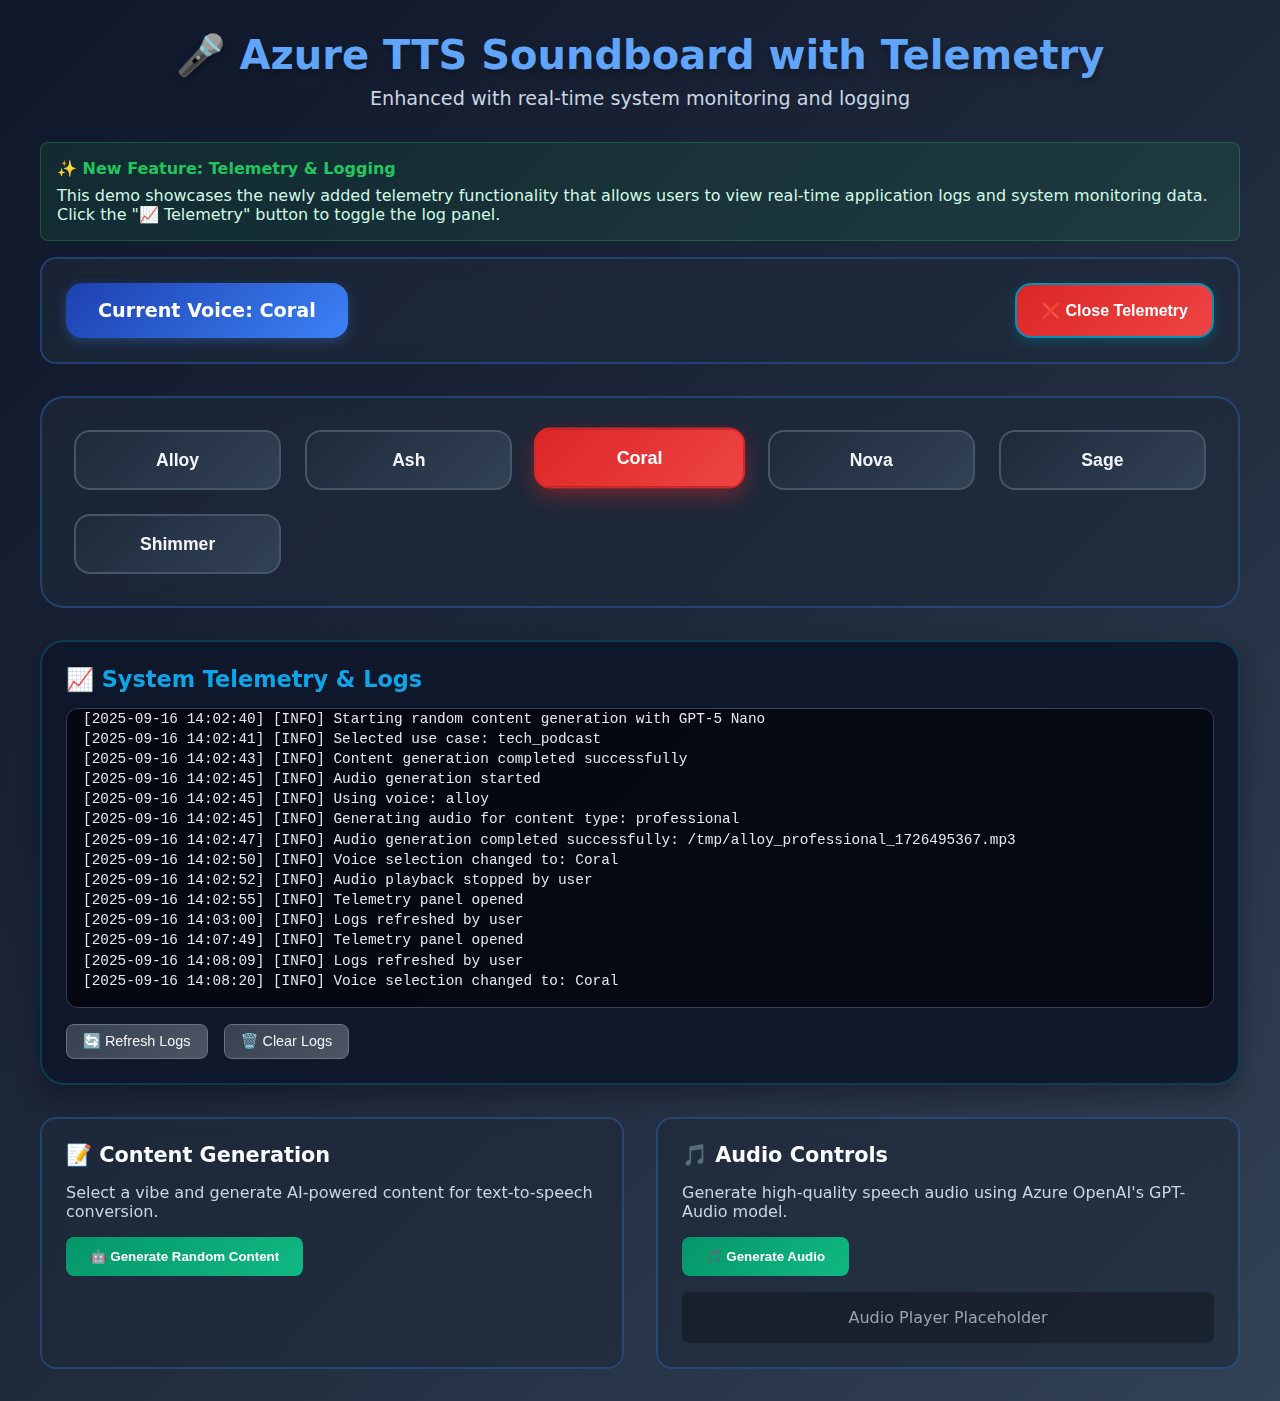 🎤 Azure TTS Soundboard with Telemetry
Enhanced with real-time system monitoring and logging
✨ New Feature: Telemetry & Logging
This demo showcases the newly added telemetry functionality that allows users to view real-time application logs and system monitoring data.
Click the "📈 Telemetry" button to toggle the log panel.
Current Voice: Coral
❌ Close Telemetry
Alloy
Ash
Coral
Nova
Sage
Shimmer
📈 System Telemetry & Logs
[2025-09-16 14:02:40] [INFO] Starting random content generation with GPT-5 Nano
[2025-09-16 14:02:41] [INFO] Selected use case: tech_podcast
[2025-09-16 14:02:43] [INFO] Content generation completed successfully
[2025-09-16 14:02:45] [INFO] Audio generation started
[2025-09-16 14:02:45] [INFO] Using voice: alloy
[2025-09-16 14:02:45] [INFO] Generating audio for content type: professional
[2025-09-16 14:02:47] [INFO] Audio generation completed successfully: /tmp/alloy_professional_1726495367.mp3
[2025-09-16 14:02:50] [INFO] Voice selection changed to: Coral
[2025-09-16 14:02:52] [INFO] Audio playback stopped by user
[2025-09-16 14:02:55] [INFO] Telemetry panel opened
[2025-09-16 14:03:00] [INFO] Logs refreshed by user
[2025-09-16 14:07:49] [INFO] Telemetry panel opened
[2025-09-16 14:08:09] [INFO] Logs refreshed by user
[2025-09-16 14:08:20] [INFO] Voice selection changed to: Coral
🔄 Refresh Logs
🗑️ Clear Logs
📝 Content Generation
Select a vibe and generate AI-powered content for text-to-speech
conversion.
🤖 Generate Random Content
🎵 Audio Controls
Generate high-quality speech audio using Azure OpenAI's GPT-
Audio model.
🎵 Generate Audio
Audio Player Placeholder